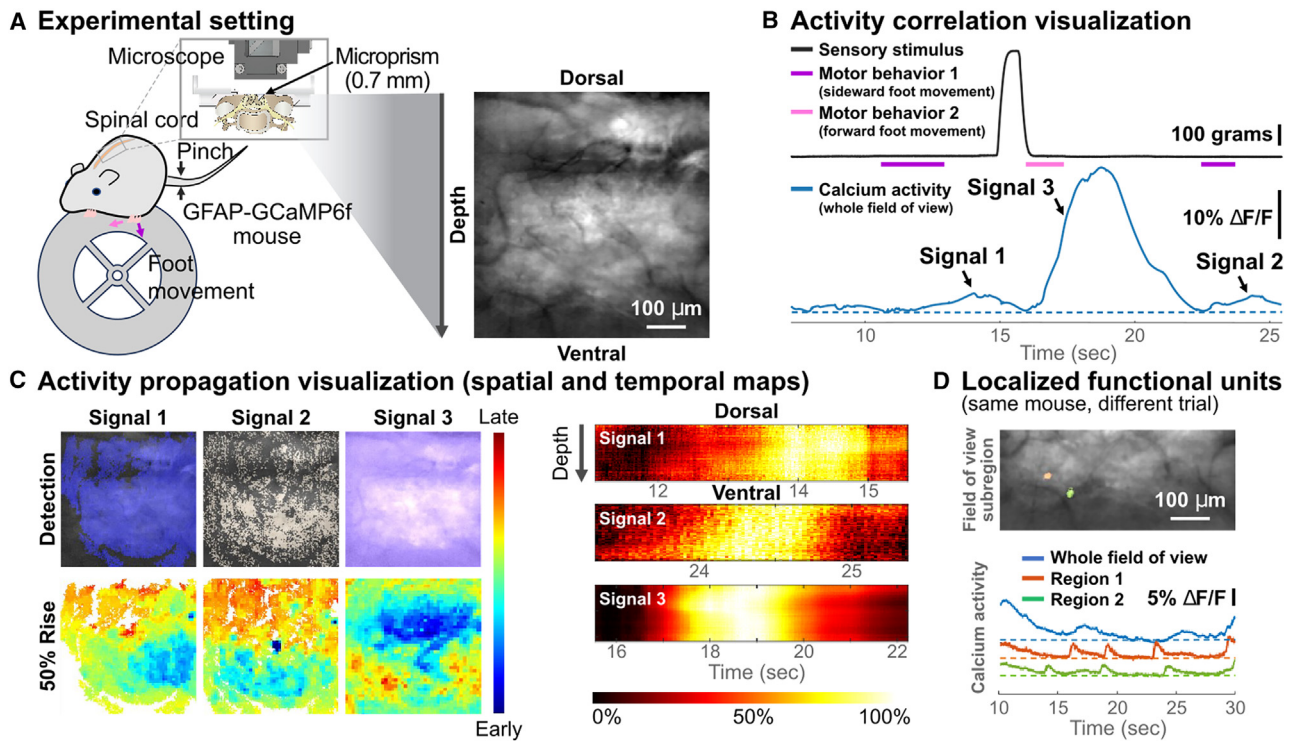 A Experimental setting
Microscope
Microprism
(0.7 mm)
Spinal cord
Pinch
GFAP-GCaMP6f
mouse
Foot
movement
Depth
Dorsal
100 µm
Ventral
B Activity correlation visualization
Sensory stimulus
Motor behavior 1
(sideward foot movement)
Motor behavior 2
(forward foot movement)
100 grams
Calcium activity
(whole field of view)
Signal 3
10% ΔF/F
Signal 1
Signal 2
10 15 20 25
Time (sec)
C Activity propagation visualization (spatial and temporal maps)
Signal 1 Signal 2 Signal 3
Late
Detection
50% Rise
Early
Dorsal
Depth
Signal 1
12 14 15
Ventral
Signal 2
24 25
Signal 3
16 18 20 22
Time (sec)
0% 50% 100%
D Localized functional units
(same mouse, different trial)
Field of view
subregion
100 µm
Whole field of view
Region 1
Region 2
5% ΔF/F
Calcium activity
10 15 20 25 30
Time (sec)